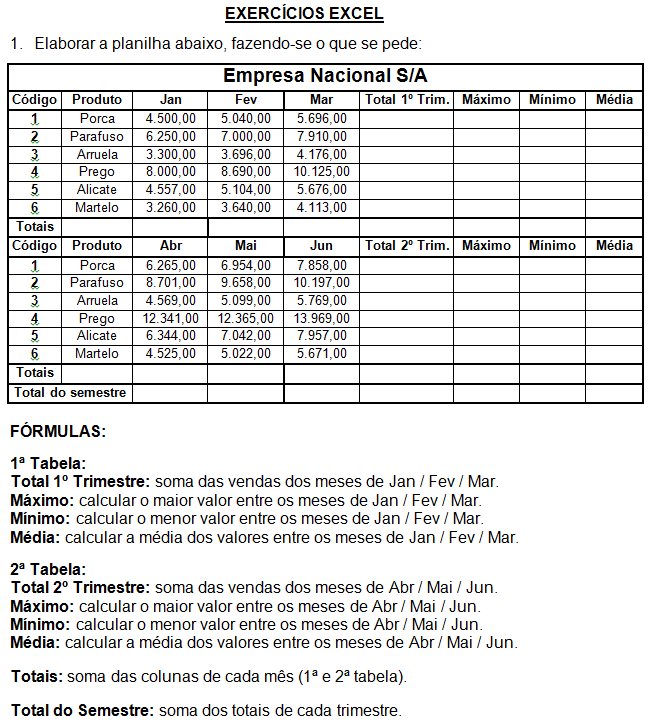 EXERCÍCIOS EXCEL
1. Elaborar a planilha abaixo, fazendo-se o que se pede:
Empresa Nacional S/A
Código Produto Jan Fev Mar Total 1º Trim. Máximo Mínimo Média
1 Porca 4.500,00 5.040,00 5.696,00
2 Parafuso 6.250,00 7.000,00 7.910,00
3 Arruela 3.300,00 3.696,00 4.176,00
4 Prego 8.000,00 8.690,00 10.125,00
5 Alicate 4.557,00 5.104,00 5.676,00
6 Martelo 3.260,00 3.640,00 4.113,00
Totais
Código Produto Abr Mai Jun Total 2º Trim. Máximo Mínimo Média
1 Porca 6.265,00 6.954,00 7.858,00
2 Parafuso 8.701,00 9.658,00 10.197,00
3 Arruela 4.569,00 5.099,00 5.769,00
4 Prego 12.341,00 12.365,00 13.969,00
5 Alicate 6.344,00 7.042,00 7.957,00
6 Martelo 4.525,00 5.022,00 5.671,00
Totais
Total do semestre
FÓRMULAS:
1ª Tabela:
Total 1º Trimestre: soma das vendas dos meses de Jan / Fev / Mar.
Máximo: calcular o maior valor entre os meses de Jan / Fev / Mar.
Mínimo: calcular o menor valor entre os meses de Jan / Fev / Mar.
Média: calcular a média dos valores entre os meses de Jan / Fev / Mar.
2ª Tabela:
Total 2º Trimestre: soma das vendas dos meses de Abr / Mai / Jun.
Máximo: calcular o maior valor entre os meses de Abr / Mai / Jun.
Mínimo: calcular o menor valor entre os meses de Abr / Mai / Jun.
Média: calcular a média dos valores entre os meses de Abr / Mai / Jun.
Totais: soma das colunas de cada mês (1ª e 2ª tabela).
Total do Semestre: soma dos totais de cada trimestre.